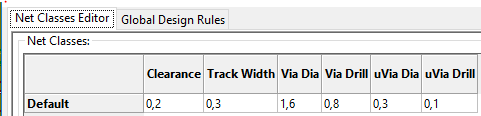 Net Classes Editor Global Design Rules
Net Classes:
Clearance Track Width Via Dia Via Drill uVia Dia uVia Drill
Default 0,2 0,3 1,6 0,8 0,3 0,1